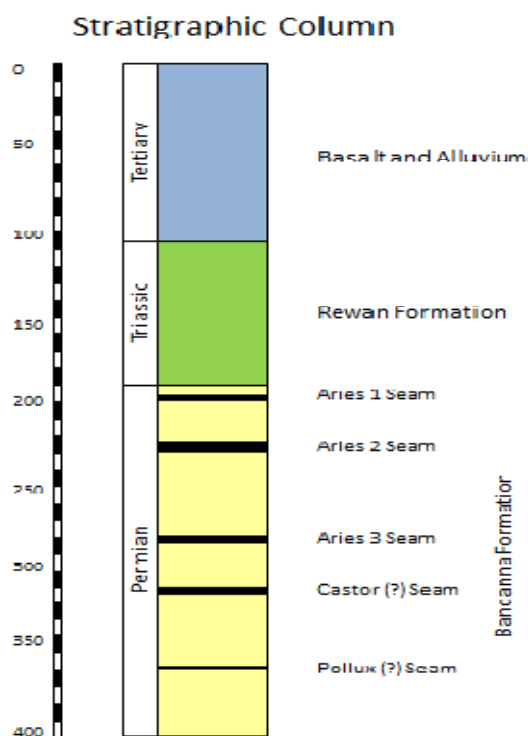 Stratigraphic Column
0
50
100
150
200
250
300
350
400
Tertiary
Triassic
Permian
Basalt and Alluvium
Rewan Formation
Aries 1 Seam
Aries 2 Seam
Aries 3 Seam
Castor (?) Seam
Pollux (?) Seam
Bancanna Formation